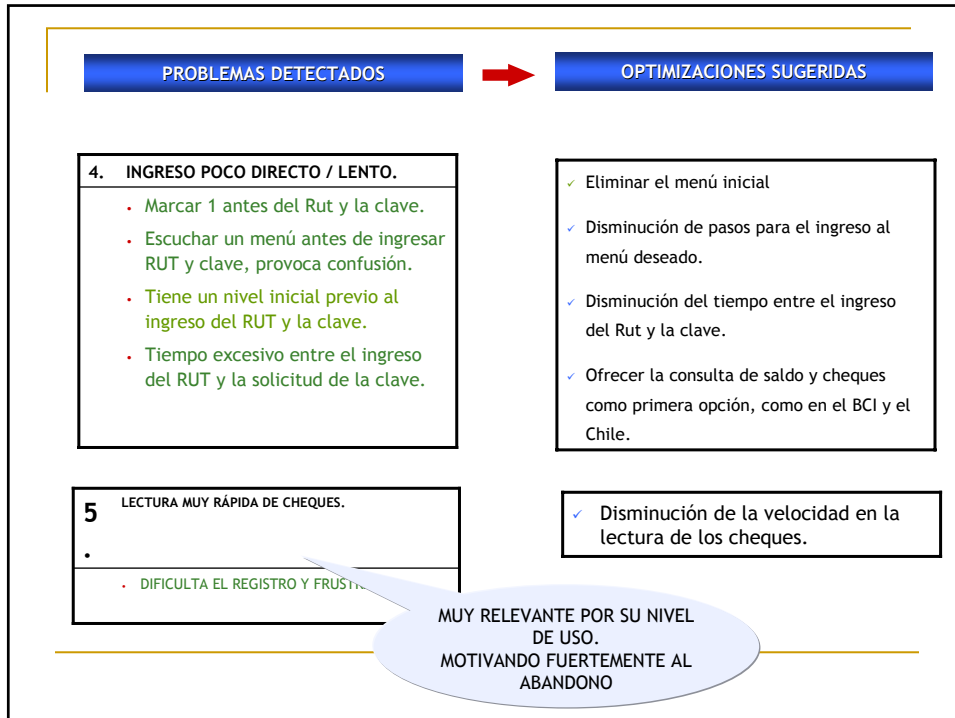 PROBLEMAS DETECTADOS
OPTIMIZACIONES SUGERIDAS
4. INGRESO POCO DIRECTO / LENTO.
• Marcar 1 antes del Rut y la clave.
• Escuchar un menú antes de ingresar
RUT y clave, provoca confusión.
• Tiene un nivel inicial previo al
ingreso del RUT y la clave.
• Tiempo excesivo entre el ingreso
del RUT y la solicitud de la clave.
✓ Eliminar el menú inicial
✓ Disminución de pasos para el ingreso al
menú deseado.
✓ Disminución del tiempo entre el ingreso
del Rut y la clave.
✓ Ofrecer la consulta de saldo y cheques
como primera opción, como en el BCI y el
Chile.
5 LECTURA MUY RÁPIDA DE CHEQUES.
.
• DIFICULTA EL REGISTRO Y
✓ Disminución de la velocidad en la
lectura de los cheques.
MUY RELEVANTE POR SU NIVEL
DE USO.
MOTIVANDO FUERTEMENTE AL
ABANDONO